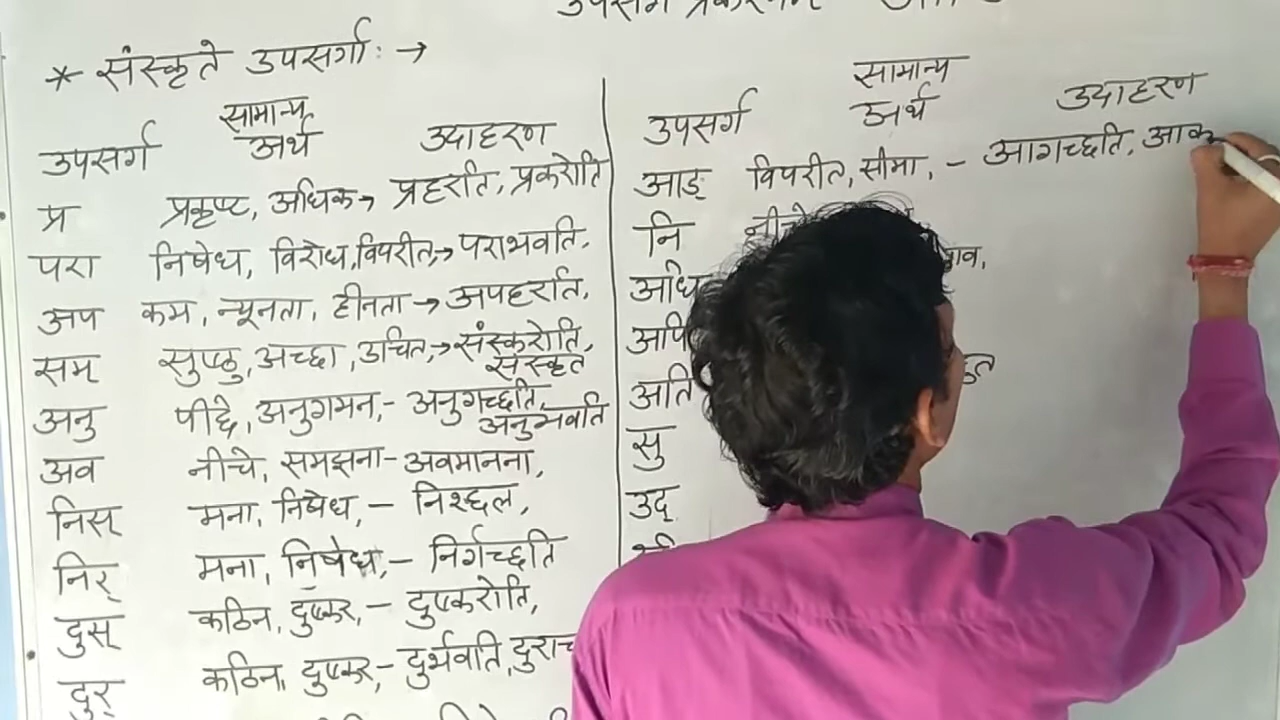 उपसर्ग
* संस्कृते उपसर्गाः →
उपसर्ग सामान्य अर्थ उदाहरण
प्र प्रकृष्ट, अधिक→ प्रहरति, प्रकरोति
परा निषेध, विरोध, विपरीत,→ पराभवति,
अप कम, न्यूनता, हीनता → अपहरति,
सम् सुष्ठु, अच्छा, उचित,→ संस्करोति,
संस्कृत
अनु पीछे, अनुगमन,- अनुगच्छति,
अनुभवति
अव नीचे, समझना - अवमानना,
निस् मना, निषेध, - निश्छल,
निर् मना, निषेध, - निर्गच्छति
दुस् कठिन, दुष्कर, - दुष्करोति,
दुर् कठिन, दुष्कर, - दुर्भवति,
उपसर्ग सामान्य अर्थ उदाहरण
आङ् विपरीत, सीमा, - आगच्छति,
नि नीचे
अधि
अपि
अति
सु
उद्